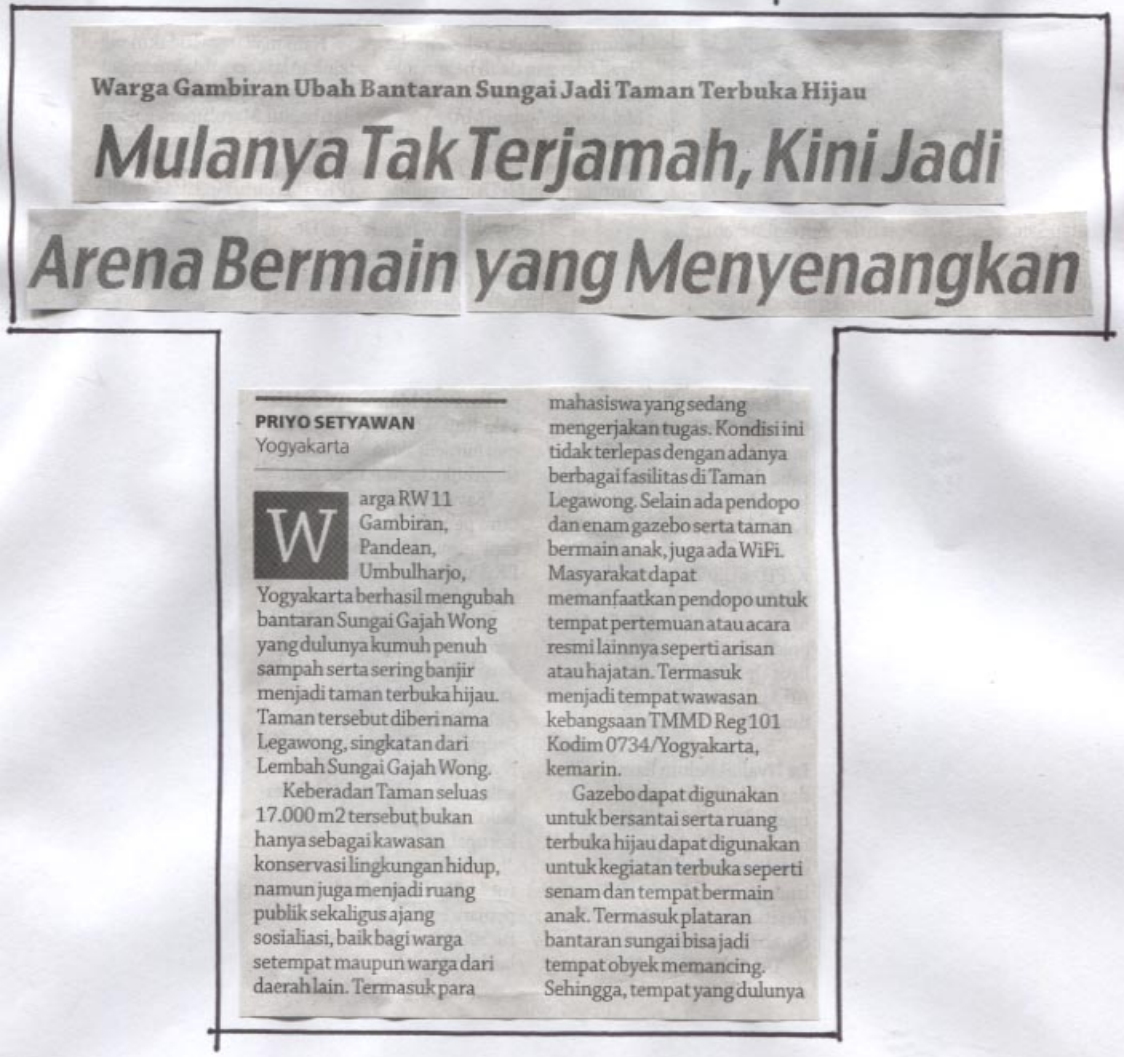 Warga Gambiran Ubah Bantaran Sungai Jadi Taman Terbuka Hijau
Mulanya Tak Terjamah, Kini Jadi
Arena Bermain yang Menyenangkan
PRIYO SETYAWAN
Yogyakarta
Warga RW 11
Gambiran,
Pandean,
Umbulharjo,
Yogyakarta berhasil mengubah
bantaran Sungai Gajah Wong
yang dulunya kumuh penuh
sampah serta sering banjir
menjadi taman terbuka hijau.
Taman tersebut diberi nama
Legawong, singkatan dari
Lembah Sungai Gajah Wong.
Keberadan Taman seluas
17.000 m2 tersebut bukan
hanya sebagai kawasan
konservasi lingkungan hidup,
namun juga menjadi ruang
publik sekaligus ajang
sosialiasi, baik bagi warga
setempat maupun warga dari
daerah lain. Termasuk para
mahasiswa yang sedang
mengerjakan tugas. Kondisi ini
tidak terlepas dengan adanya
berbagai fasilitas di Taman
Legawong. Selain ada pendopo
dan enam gazebo serta taman
bermain anak, juga ada WiFi.
Masyarakat dapat
memanfaatkan pendopo untuk
tempat pertemuan atau acara
resmi lainnya seperti arisan
atau hajatan. Termasuk
menjadi tempat wawasan
kebangsaan TMMD Reg 101
Kodim 0734/Yogyakarta,
kemarin.
Gazebo dapat digunakan
untuk bersantai serta ruang
terbuka hijau dapat digunakan
untuk kegiatan terbuka seperti
senam dan tempat bermain
anak. Termasuk plataran
bantaran sungai bisa jadi
tempat obyek memancing.
Sehingga, tempat yang dulunya